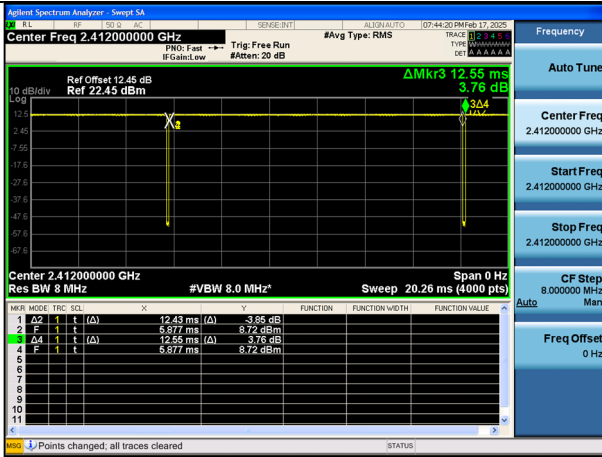 Agilent Spectrum Analyzer - Swept SA
RL RF 50 Ω AC SENSE:INT ALIGNAUTO 07:44:20 PM Feb 17, 2025
Center Freq 2.412000000 GHz
#Avg Type: RMS
TRACE 1 2 3 4 5 6
PNO: Fast Trig: Free Run
TYPE WWWWWW
IFGain:Low #Atten: 20 dB
DET A A A A A A
Ref Offset 12.45 dB
ΔMkr3 12.55 ms
10 dB/div Ref 22.45 dBm
3.76 dB
Log
3Δ4
12.5
2.45
-7.55
-17.6
-27.6
-37.6
-47.6
-57.6
-67.6
Center 2.412000000 GHz Span 0 Hz
Res BW 8 MHz #VBW 8.0 MHz* Sweep 20.26 ms (4000 pts)
MKR MODE TRC SCL X Y FUNCTION FUNCTION WIDTH FUNCTION VALUE
1 Δ2 1 t (Δ) 12.43 ms (Δ) -3.85 dB
2 F 1 t 5.877 ms 8.72 dBm
3 Δ4 1 t (Δ) 12.55 ms (Δ) 3.76 dB
4 F 1 t 5.877 ms 8.72 dBm
5
6
7
8
9
10
11
MSG Points changed; all traces cleared STATUS
Frequency
Auto Tune
Center Freq
2.412000000 GHz
Start Freq
2.412000000 GHz
Stop Freq
2.412000000 GHz
CF Step
8.000000 MHz
Auto Man
Freq Offset
0 Hz